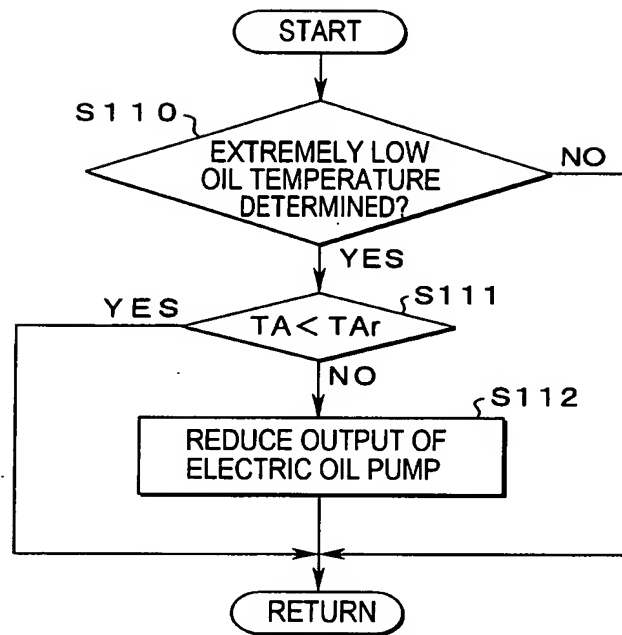 START
S110
EXTREMELY LOW
OIL TEMPERATURE
DETERMINED?
NO
YES
S111
YES
TA < TAr
NO
S112
REDUCE OUTPUT OF
ELECTRIC OIL PUMP
RETURN